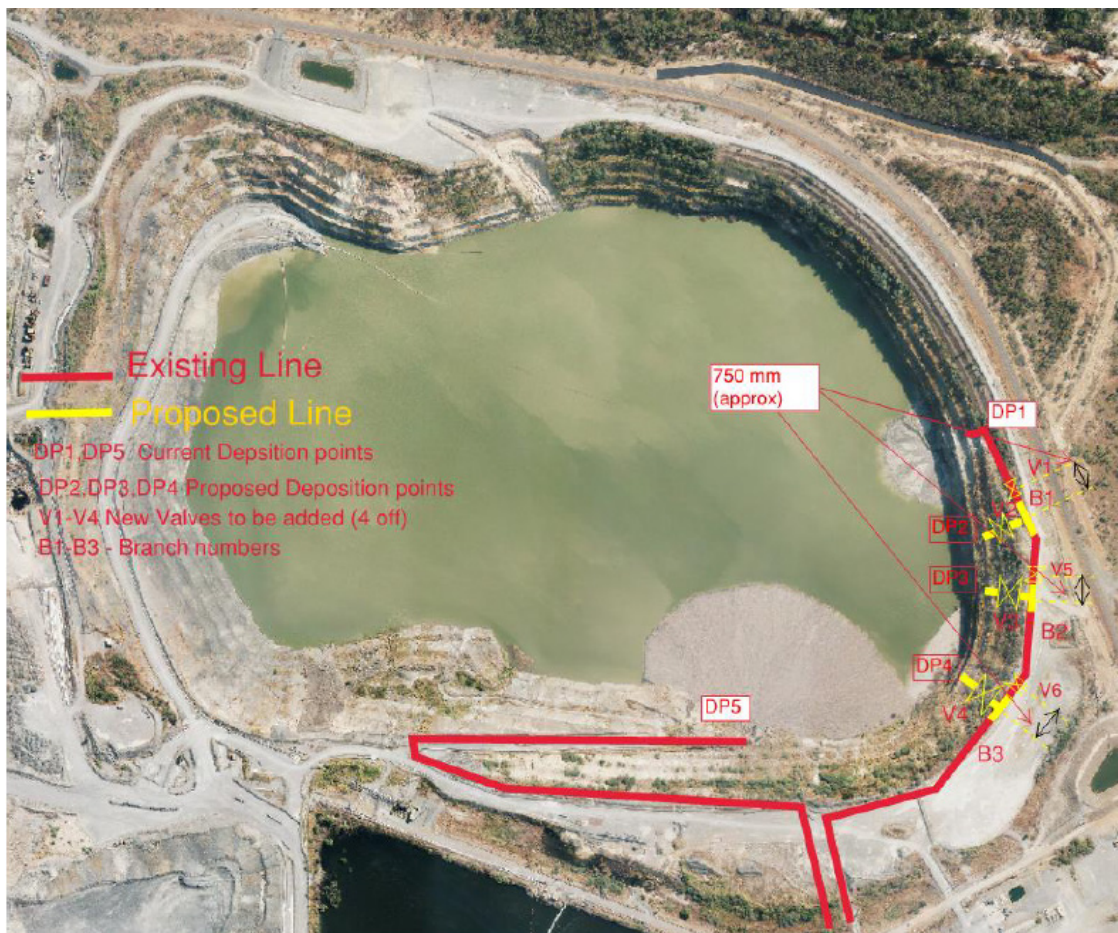 Existing Line
Proposed Line
DP1,DP5 Current Depsition points
DP2,DP3,DP4 Proposed Deposition points
V1-V4 New Valves to be added (4 off)
B1-B3 - Branch numbers
750 mm
(approx)
DP1
V1
B1
DP2
DP3
V5
V3
B2
DP4
V6
V4
B3
DP5